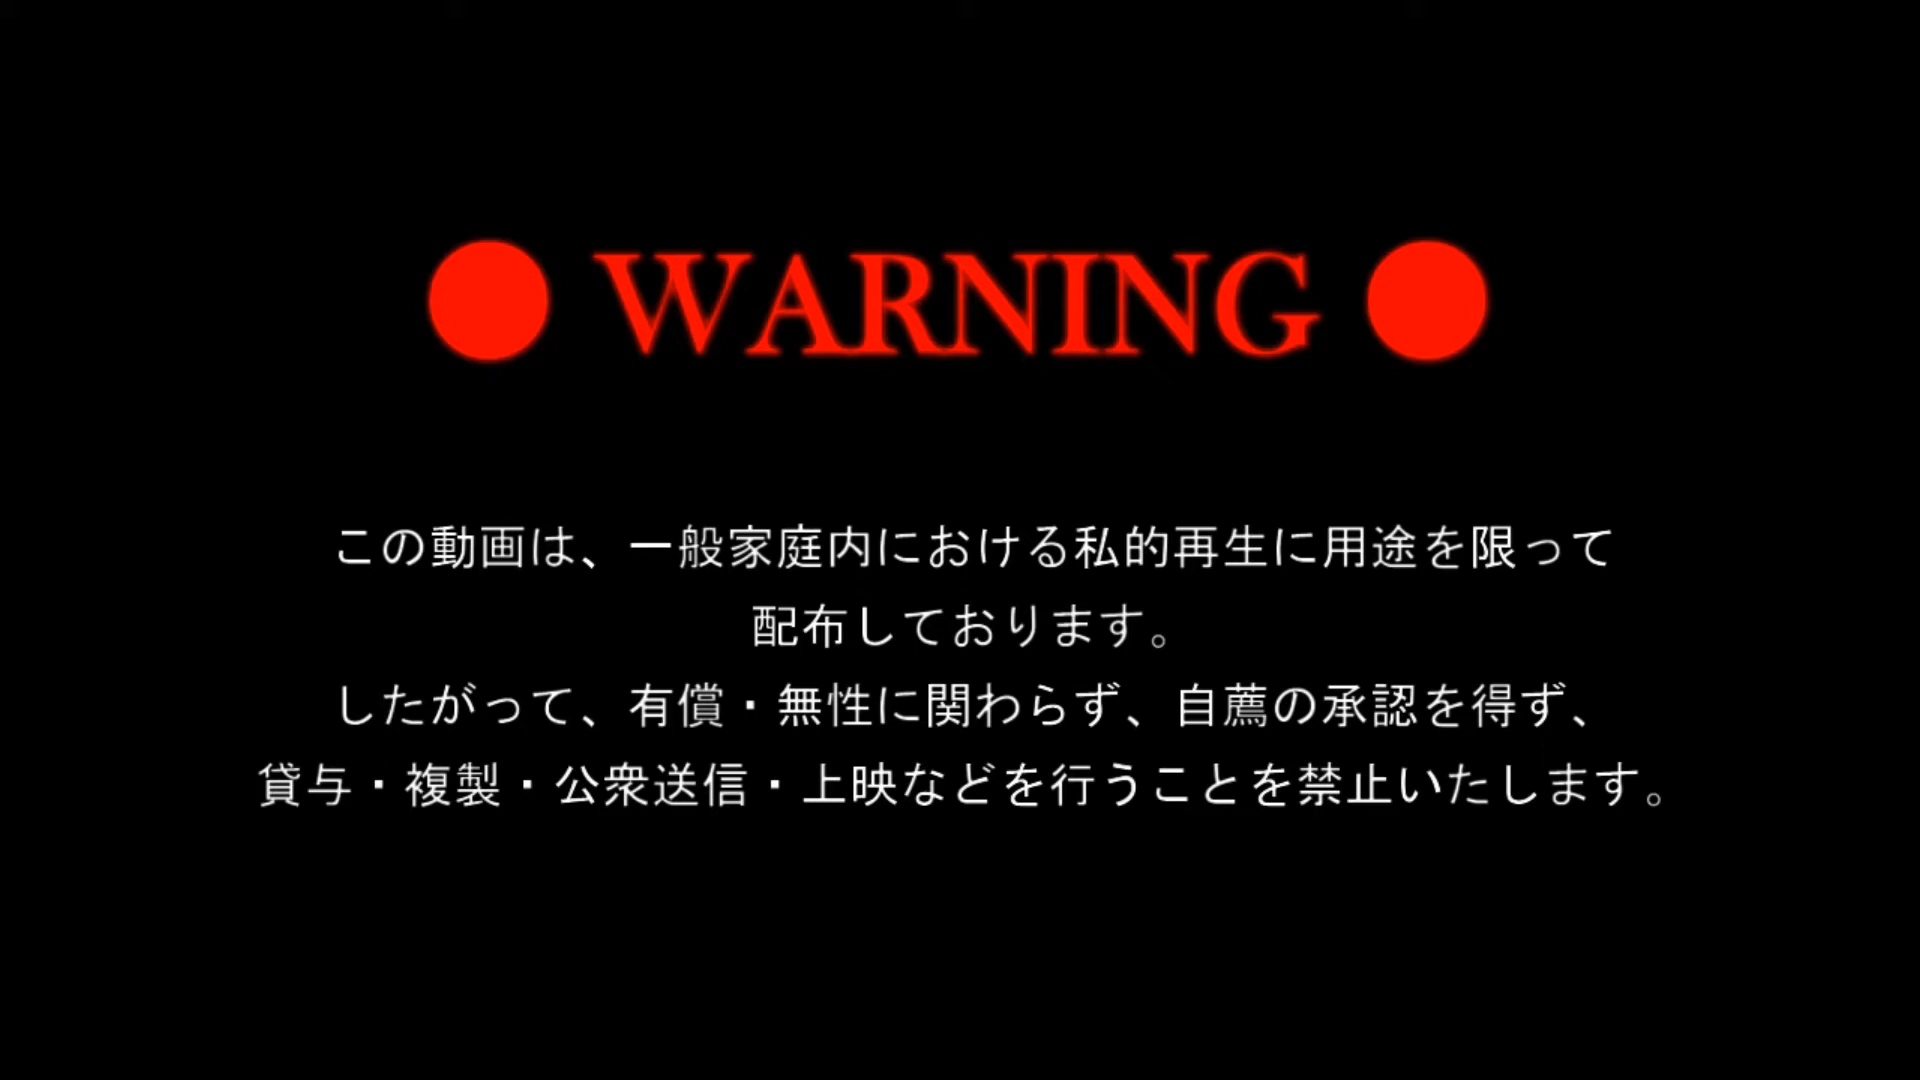 ● WARNING ●
この動画は、一般家庭内における私的再生に用途を限って
配布しております。
したがって、有償・無性に関わらず、自薦の承認を得ず、
貸与・複製・公衆送信・上映などを行うことを禁止いたします。